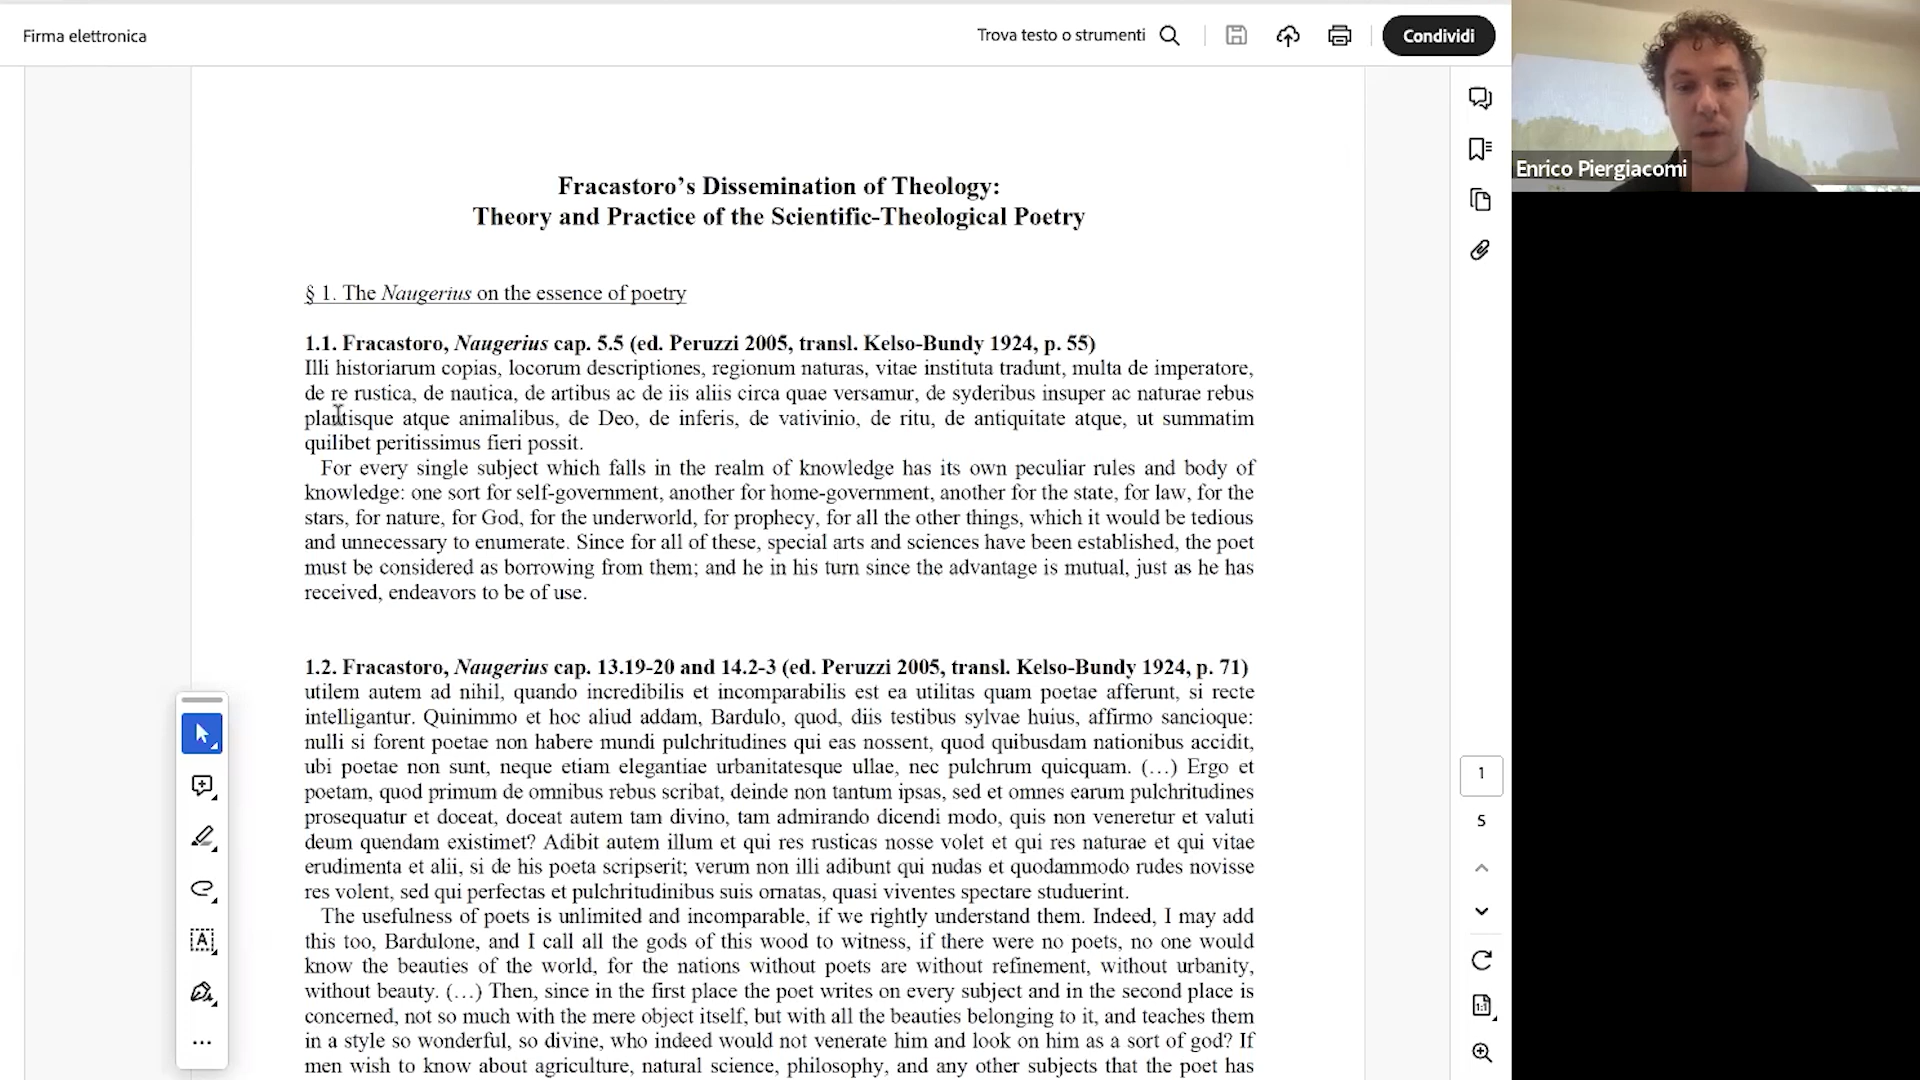 Firma elettronica
Trova testo o strumenti
Condividi
Enrico Piergiacomi
Fracastoro’s Dissemination of Theology:
Theory and Practice of the Scientific-Theological Poetry
§ 1. The Naugerius on the essence of poetry
1.1. Fracastoro, Naugerius cap. 5.5 (ed. Peruzzi 2005, transl. Kelso-Bundy 1924, p. 55)
Illi historiarum copias, locorum descriptiones, regionum naturas, vitae instituta tradunt, multa de imperatore,
de re rustica, de nautica, de artibus ac de iis aliis circa quae versamur, de syderibus insuper ac naturae rebus
plantisque atque animalibus, de Deo, de inferis, de vativinio, de ritu, de antiquitate atque, ut summatim
quilibet peritissimus fieri possit.
For every single subject which falls in the realm of knowledge has its own peculiar rules and body of
knowledge: one sort for self-government, another for home-government, another for the state, for law, for the
stars, for nature, for God, for the underworld, for prophecy, for all the other things, which it would be tedious
and unnecessary to enumerate. Since for all of these, special arts and sciences have been established, the poet
must be considered as borrowing from them; and he in his turn since the advantage is mutual, just as he has
received, endeavors to be of use.
1.2. Fracastoro, Naugerius cap. 13.19-20 and 14.2-3 (ed. Peruzzi 2005, transl. Kelso-Bundy 1924, p. 71)
utilem autem ad nihil, quando incredibilis et incomparabilis est ea utilitas quam poetae afferunt, si recte
intelligantur. Quinimmo et hoc aliud addam, Bardulo, quod, diis testibus sylvae huius, affirmo sancioque:
nulli si forent poetae non habere mundi pulchritudines qui eas nossent, quod quibusdam nationibus accidit,
ubi poetae non sunt, neque etiam elegantiae urbanitatesque ullae, nec pulchrum quicquam. (…) Ergo et
poetam, quod primum de omnibus rebus scribat, deinde non tantum ipsas, sed et omnes earum pulchritudines
prosequatur et doceat, doceat autem tam divino, tam admirando dicendi modo, quis non veneretur et valuti
deum quendam existimet? Adibit autem illum et qui res rusticas nosse volet et qui res naturae et qui vitae
erudimenta et alii, si de his poeta scripserit; verum non illi adibunt qui nudas et quodammodo rudes novisse
res volent, sed qui perfectas et pulchritudinibus suis ornatas, quasi viventes spectare studuerint.
The usefulness of poets is unlimited and incomparable, if we rightly understand them. Indeed, I may add
this too, Bardulone, and I call all the gods of this wood to witness, if there were no poets, no one would
know the beauties of the world, for the nations without poets are without refinement, without urbanity,
without beauty. (…) Then, since in the first place the poet writes on every subject and in the second place is
concerned, not so much with the mere object itself, but with all the beauties belonging to it, and teaches them
in a style so wonderful, so divine, who indeed would not venerate him and look on him as a sort of god? If
men wish to know about agriculture, natural science, philosophy, and any other subjects that the poet has
1
5